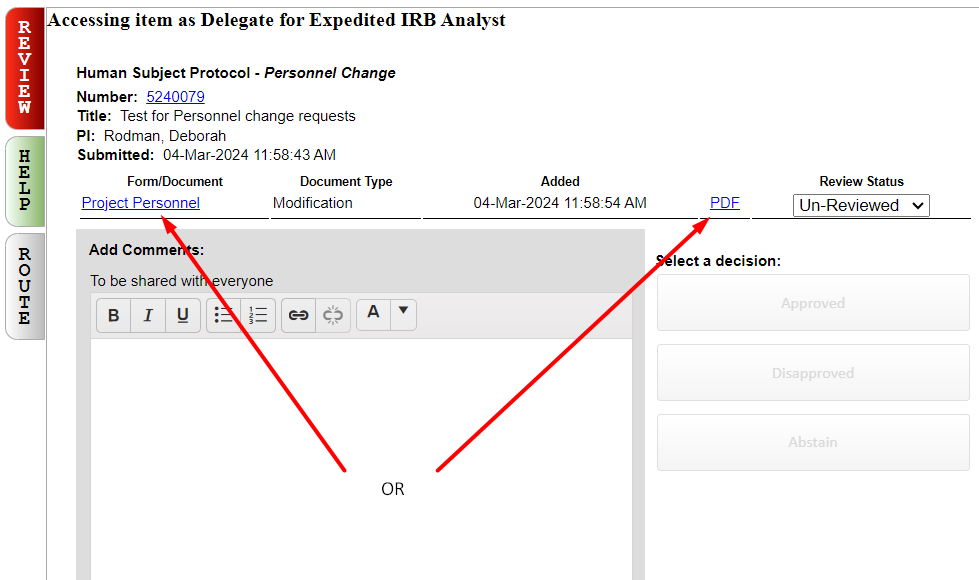 REVIEW
HELP
ROUTE
Accessing item as Delegate for Expedited IRB Analyst
Human Subject Protocol - Personnel Change
Number: 5240079
Title: Test for Personnel change requests
PI: Rodman, Deborah
Submitted: 04-Mar-2024 11:58:43 AM
Form/Document Document Type Added Review Status
Project Personnel Modification 04-Mar-2024 11:58:54 AM PDF Un-Reviewed
Add Comments:
To be shared with everyone
B I U A
Select a decision:
Approved
Disapproved
Abstain
OR